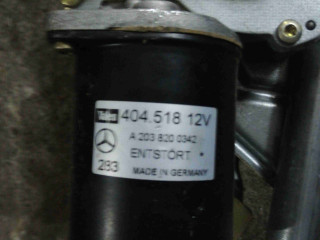 404.518 12V
A 203 820 0342
283
ENTSTÖRT
MADE IN GERMANY